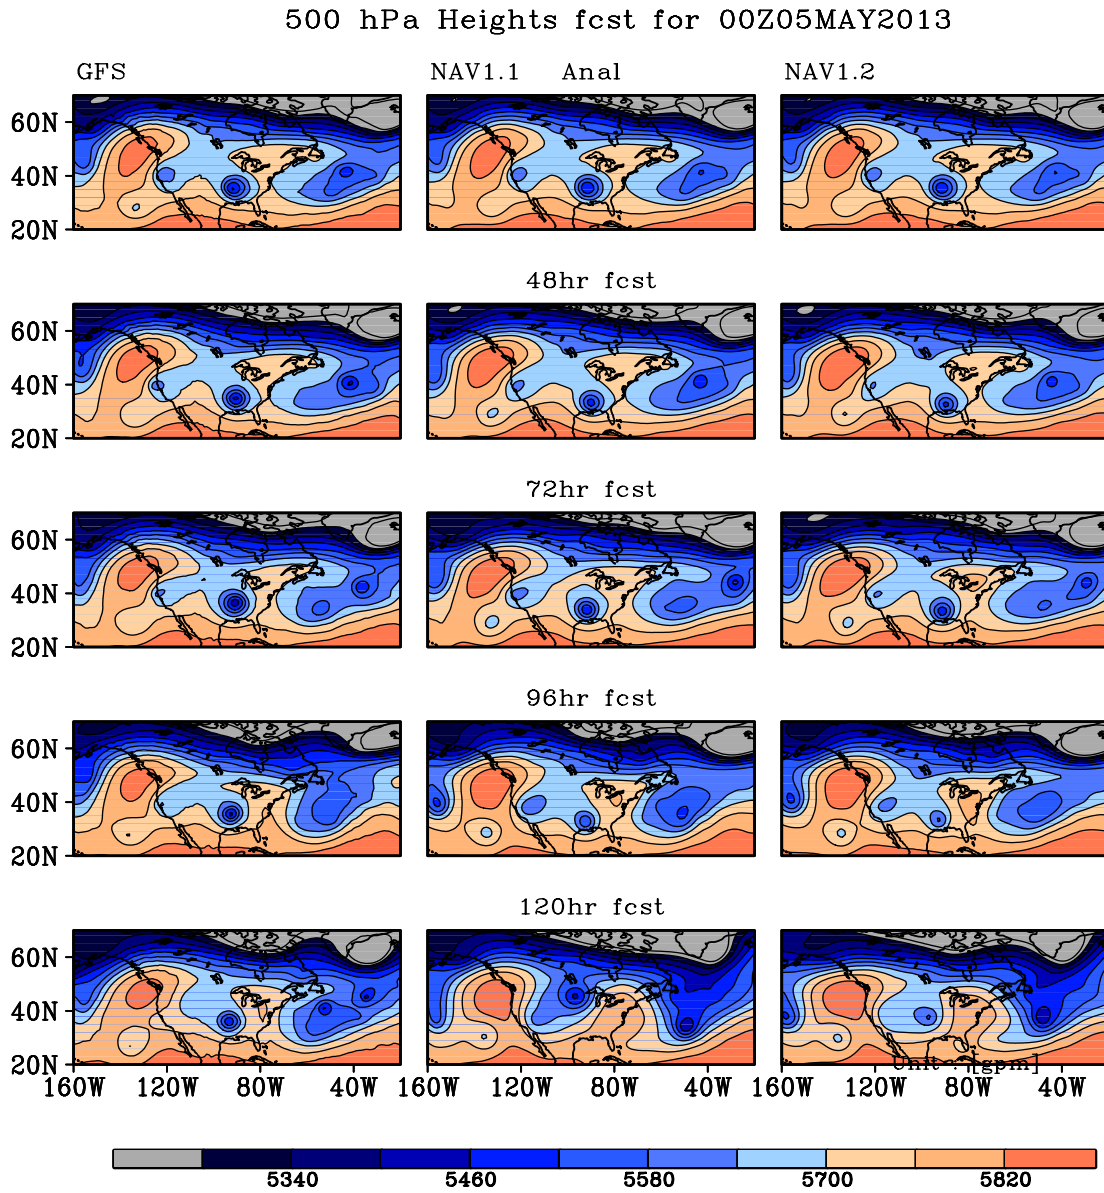 500 hPa Heights fcst for 00Z05MAY2013
GFS NAV1.1 Anal NAV1.2
60N
40N
20N
48hr fcst
60N
40N
20N
72hr fcst
60N
40N
20N
96hr fcst
60N
40N
20N
120hr fcst
60N
40N
20N
Unit : [gpm]
160W 120W 80W 40W 160W 120W 80W 40W 160W 120W 80W 40W
5340 5460 5580 5700 5820